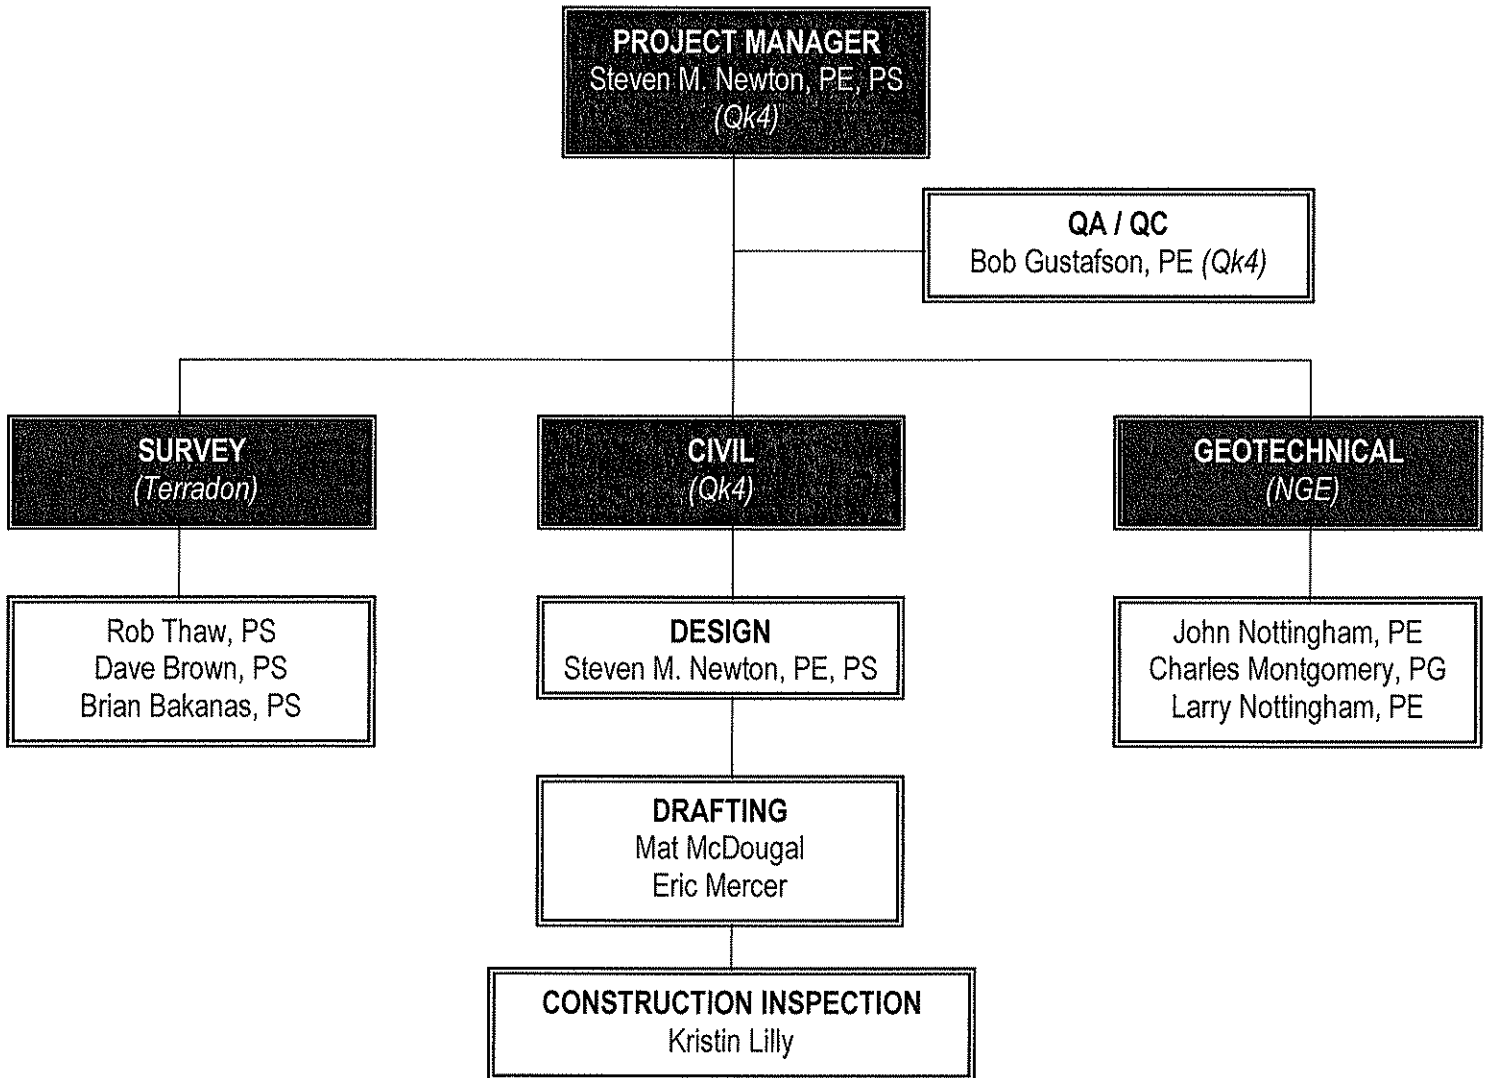 PROJECT MANAGER
Steven M. Newton, PE, PS
(Qk4)
QA / QC
Bob Gustafson, PE (Qk4)
SURVEY
(Terradon)
Rob Thaw, PS
Dave Brown, PS
Brian Bakanas, PS
CIVIL
(Qk4)
DESIGN
Steven M. Newton, PE, PS
DRAFTING
Mat McDougal
Eric Mercer
CONSTRUCTION INSPECTION
Kristin Lilly
GEOTECHNICAL
(NGE)
John Nottingham, PE
Charles Montgomery, PG
Larry Nottingham, PE